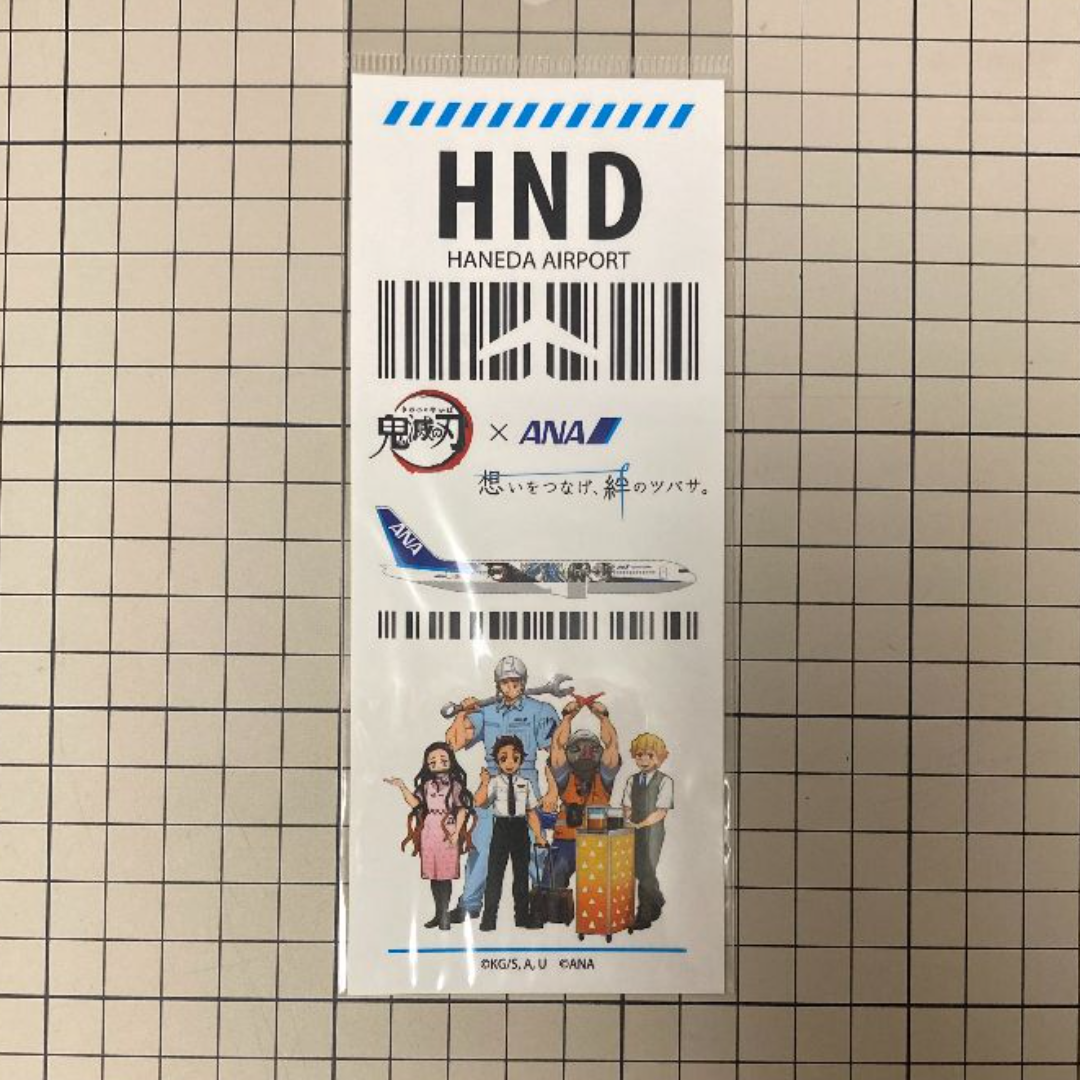 HND
HANEDA AIRPORT
鬼滅の刃 × ANA
想いをつなげ、絆のツバサ。
ANA
©KG/S, A, U ©ANA